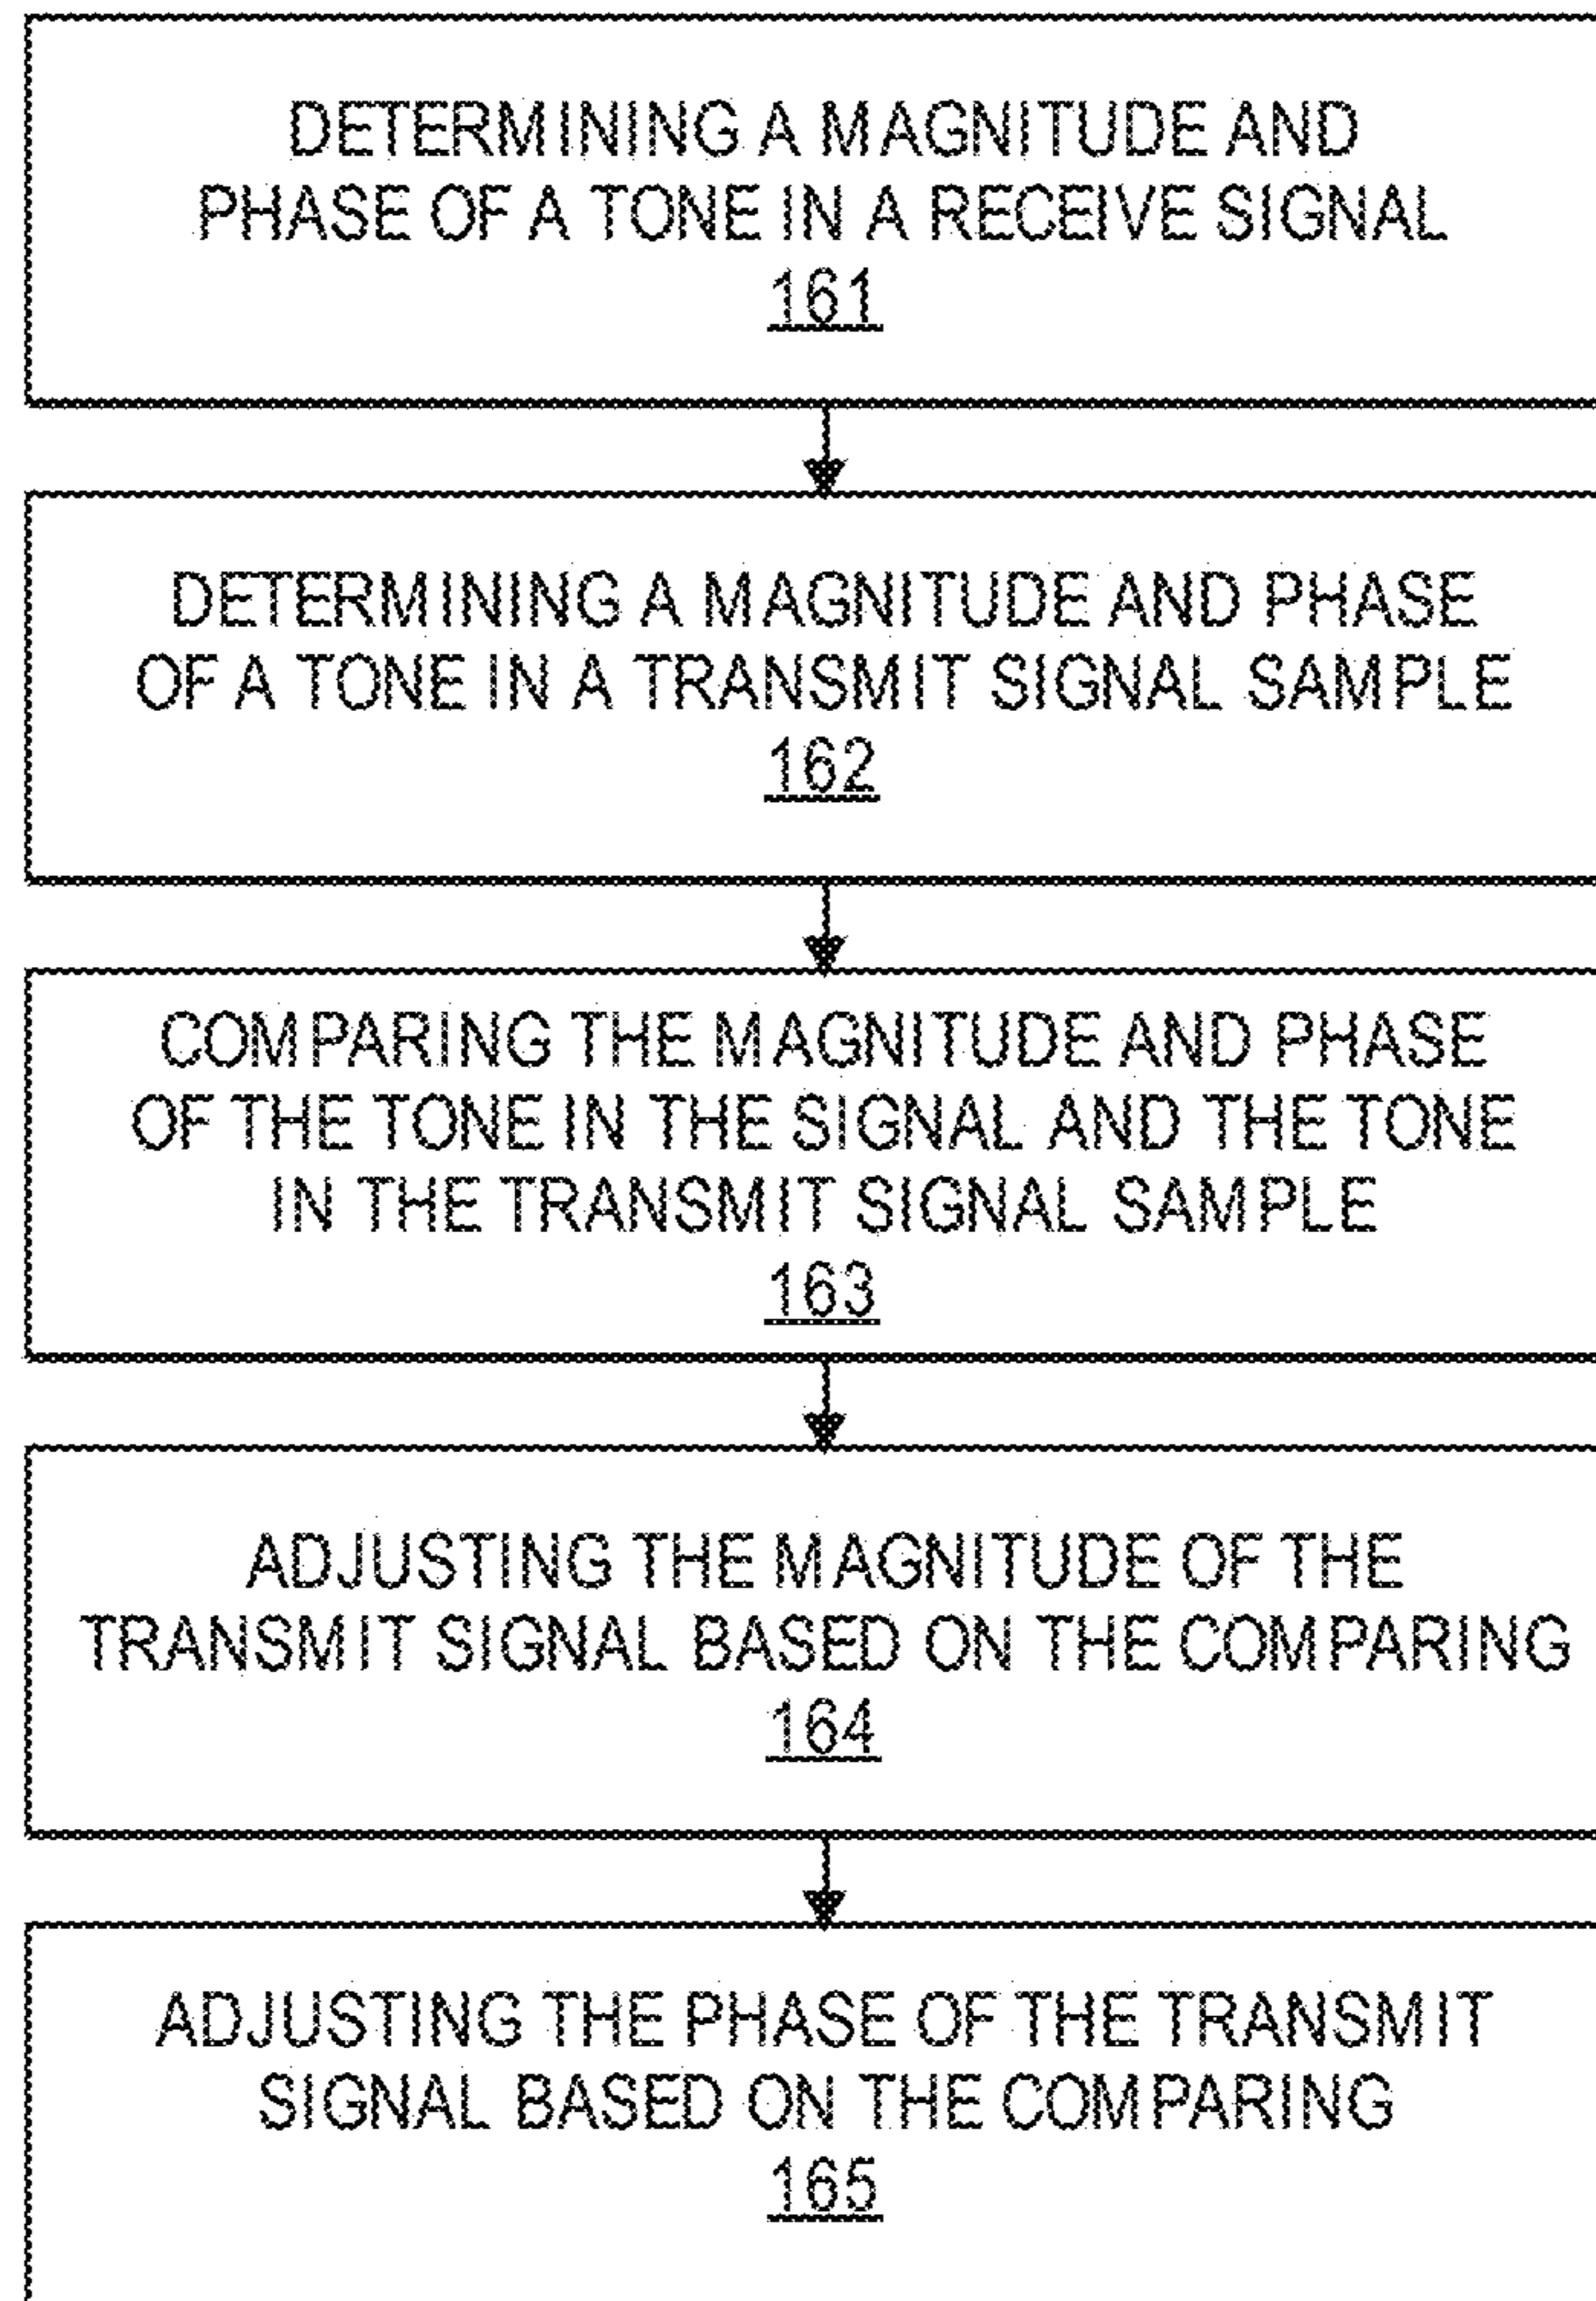 DETERMINING A MAGNITUDE AND
PHASE OF A TONE IN A RECEIVE SIGNAL
161
DETERMINING A MAGNITUDE AND PHASE
OF A TONE IN A TRANSMIT SIGNAL SAMPLE
162
COMPARING THE MAGNITUDE AND PHASE
OF THE TONE IN THE SIGNAL AND THE TONE
IN THE TRANSMIT SIGNAL SAMPLE
163
ADJUSTING THE MAGNITUDE OF THE
TRANSMIT SIGNAL BASED ON THE COMPARING
164
ADJUSTING THE PHASE OF THE TRANSMIT
SIGNAL BASED ON THE COMPARING
165